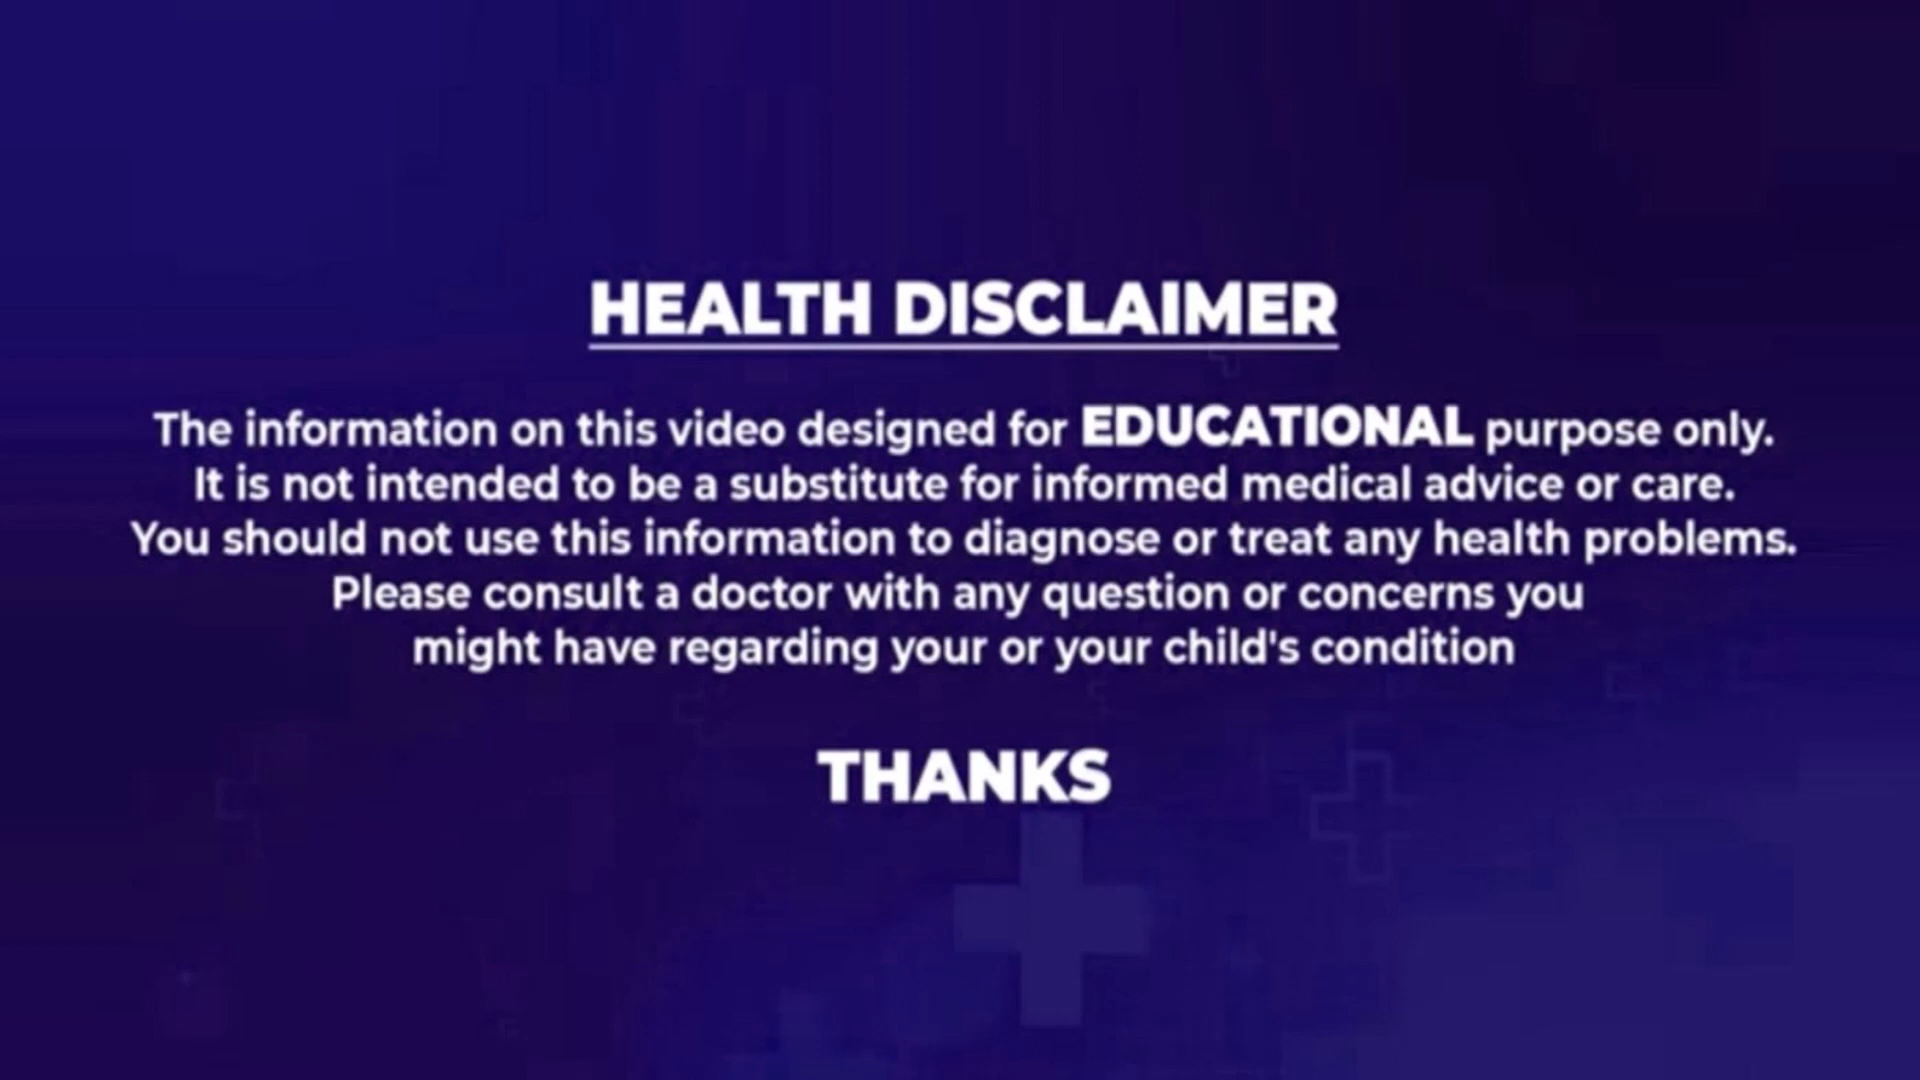 HEALTH DISCLAIMER
The information on this video designed for EDUCATIONAL purpose only.
It is not intended to be a substitute for informed medical advice or care.
You should not use this information to diagnose or treat any health problems.
Please consult a doctor with any question or concerns you
might have regarding your or your child's condition
THANKS